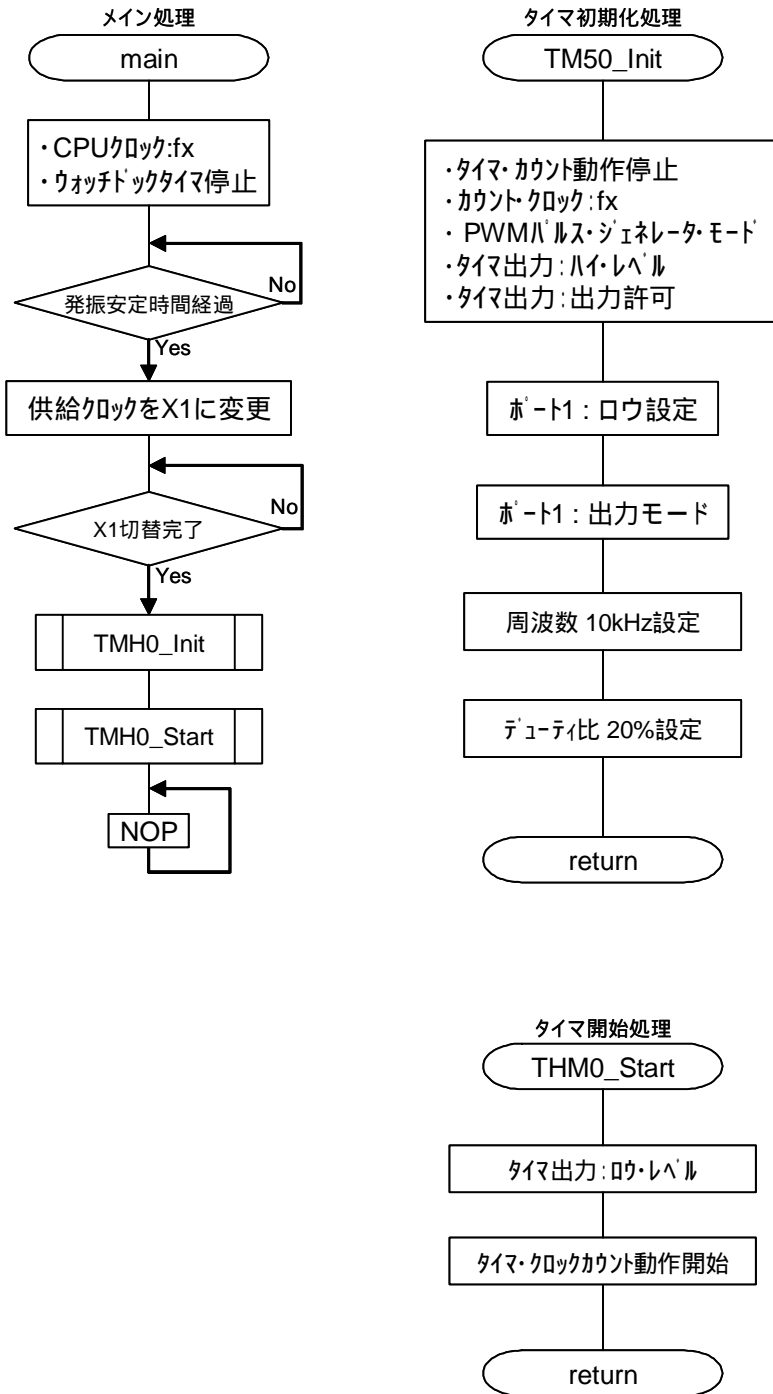 メイン処理
main
・CPUｸﾛｯｸ:fx
・ｳｫｯﾁﾄﾞｯｸﾀｲﾏ停止
No
発振安定時間経過
Yes
供給ｸﾛｯｸをX1に変更
No
X1切替完了
Yes
TMH0_Init
TMH0_Start
NOP
タイマ初期化処理
TM50_Init
・ﾀｲﾏ･ｶｳﾝﾄ動作停止
・ｶｳﾝﾄ･ｸﾛｯｸ:fx
・PWMﾊﾟﾙｽ･ｼﾞｪﾈﾚｰﾀ･ﾓｰﾄﾞ
・ﾀｲﾏ出力:ﾊｲ･ﾚﾍﾞﾙ
・ﾀｲﾏ出力:出力許可
ﾎﾟｰﾄ1：ロウ設定
ﾎﾟｰﾄ1：出力モード
周波数 10kHz設定
ﾃﾞｭｰﾃｨ比 20%設定
return
タイマ開始処理
THM0_Start
ﾀｲﾏ出力:ﾛｳ･ﾚﾍﾞﾙ
ﾀｲﾏ･ｸﾛｯｸｶｳﾝﾄ動作開始
return